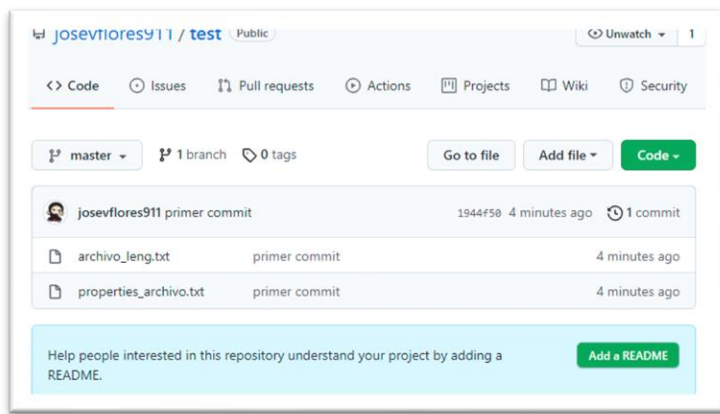 josevflores911 / test Public Unwatch 1
Code Issues Pull requests Actions Projects Wiki Security
master 1 branch 0 tags Go to file Add file Code
josevflores911 primer commit 1944f50 4 minutes ago 1 commit
archivo_leng.txt primer commit 4 minutes ago
properties_archivo.txt primer commit 4 minutes ago
Help people interested in this repository understand your project by adding a
README.
Add a README